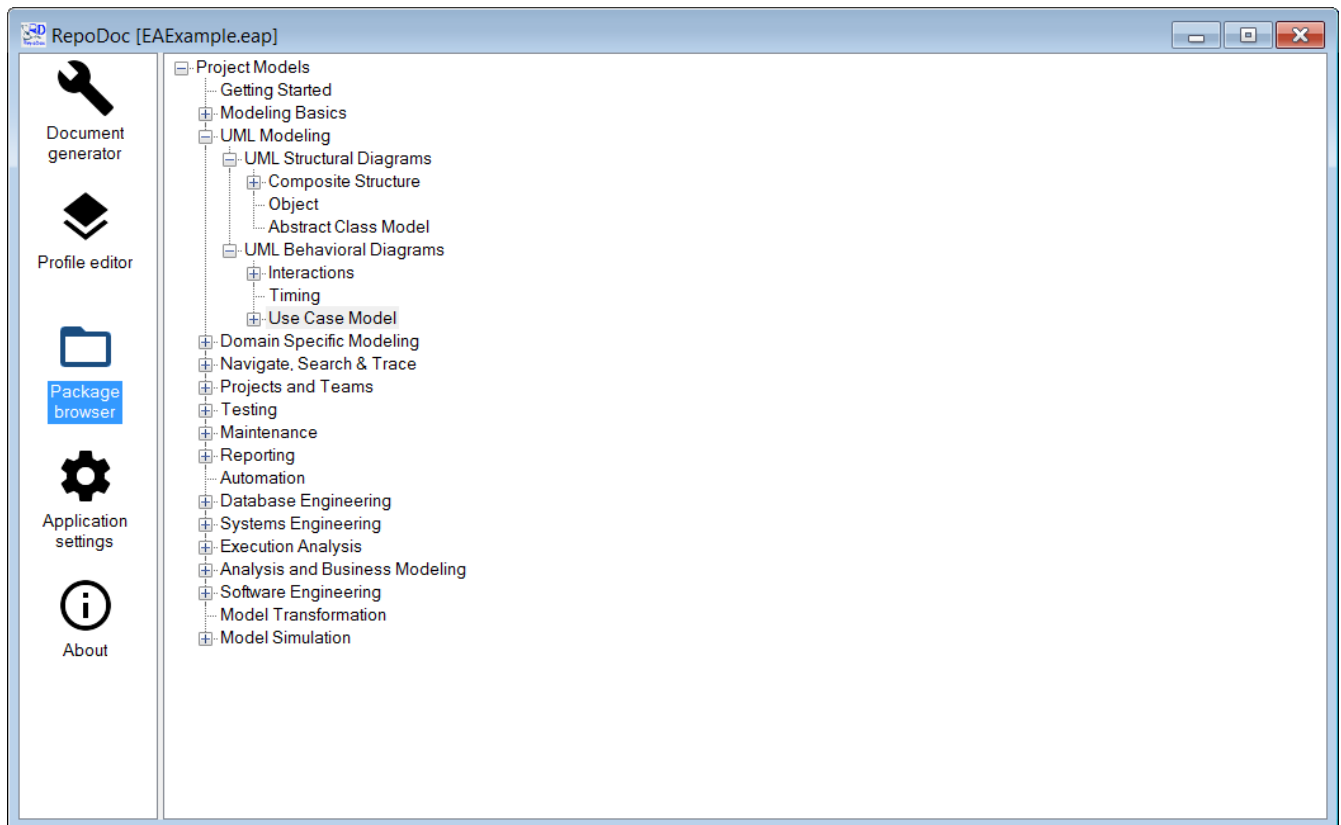 RepoDoc [EAExample.eap]
Document
generator
Profile editor
Package
browser
Application
settings
About
Project Models
Getting Started
Modeling Basics
UML Modeling
UML Structural Diagrams
Composite Structure
Object
Abstract Class Model
UML Behavioral Diagrams
Interactions
Timing
Use Case Model
Domain Specific Modeling
Navigate, Search & Trace
Projects and Teams
Testing
Maintenance
Reporting
Automation
Database Engineering
Systems Engineering
Execution Analysis
Analysis and Business Modeling
Software Engineering
Model Transformation
Model Simulation